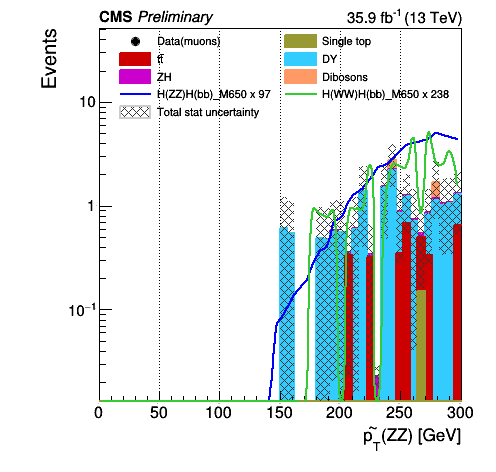 CMS Preliminary 35.9 fb⁻¹ (13 TeV)
Events
Data(muons) Single top
tt̄ DY
ZH Dibosons
H(ZZ)H(bb)_M650 x 97 H(WW)H(bb)_M650 x 238
Total stat uncertainty
10
1
10⁻¹
0 50 100 150 200 250 300
p̃_T(ZZ) [GeV]